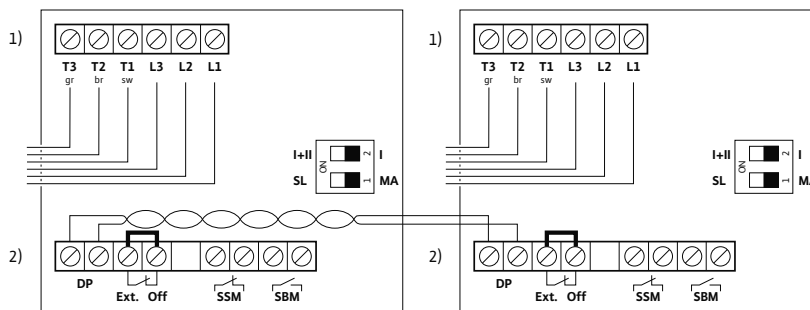 1)
T3 T2 T1 L3 L2 L1
gr br sw
I+II ON 2 I
SL 1 MA
2)
DP Ext. Off SSM SBM
1)
T3 T2 T1 L3 L2 L1
gr br sw
I+II ON 2 I
SL 1 MA
2)
DP Ext. Off SSM SBM